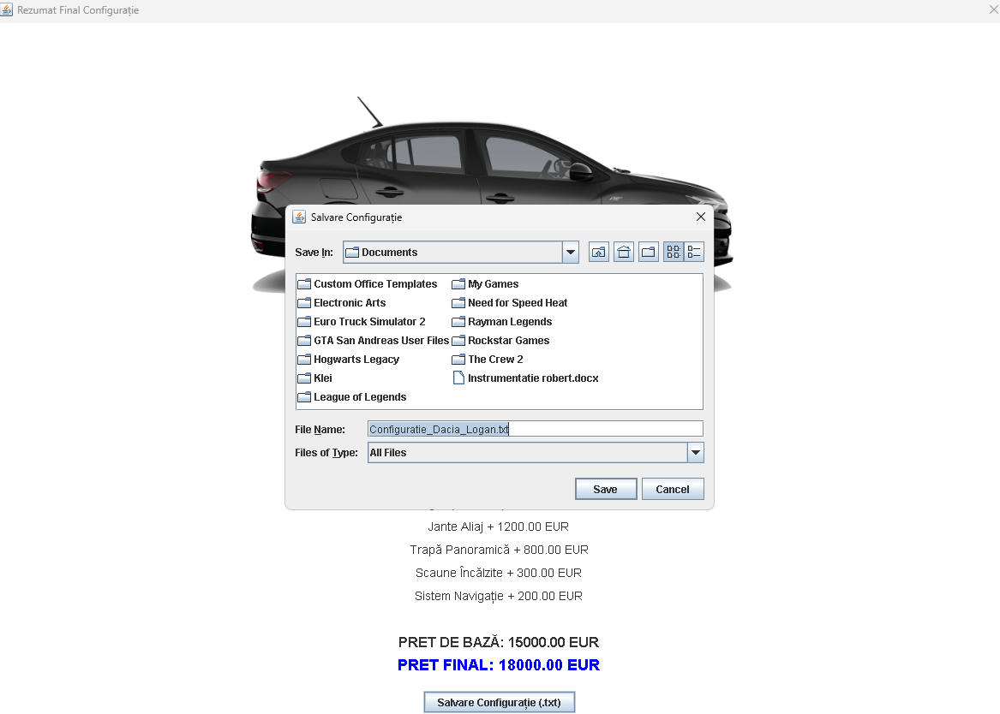 Rezumat Final Configurație
Salvare Configurație
Save In:
Documents
Custom Office Templates
Electronic Arts
Euro Truck Simulator 2
GTA San Andreas User Files
Hogwarts Legacy
Klei
League of Legends
My Games
Need for Speed Heat
Rayman Legends
Rockstar Games
The Crew 2
Instrumentatie robert.docx
File Name:
Configuratie_Dacia_Logan.txt
Files of Type:
All Files
Save
Cancel
Jante Aliaj + 1200.00 EUR
Trapă Panoramică + 800.00 EUR
Scaune Încălzite + 300.00 EUR
Sistem Navigație + 200.00 EUR
PRET DE BAZĂ: 15000.00 EUR
PRET FINAL: 18000.00 EUR
Salvare Configurație (.txt)